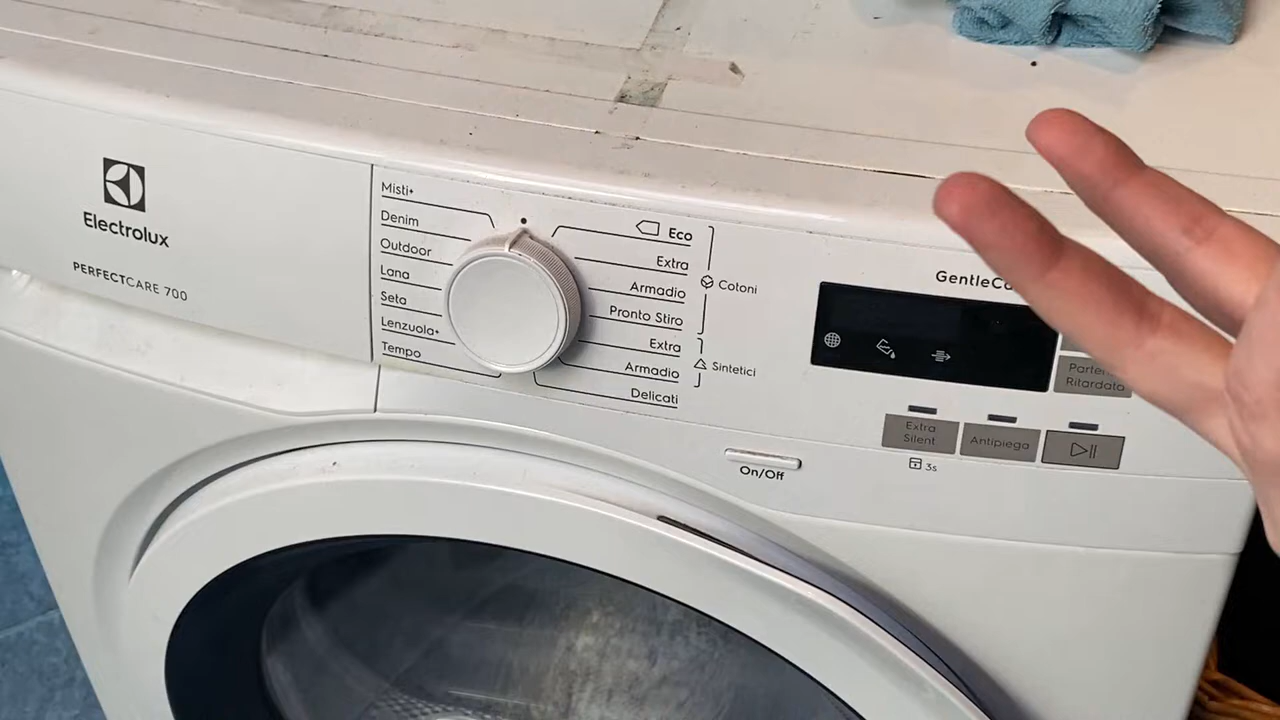 Electrolux
PERFECTCARE 700
Misti+
Denim
Outdoor
Lana
Seta
Lenzuola+
Tempo
Eco
Extra
Armadio
Pronto Stiro
Cotoni
Extra
Armadio
Sintetici
Delicati
On/Off
Extra
Silent
Antipiega
3s
Ritardata